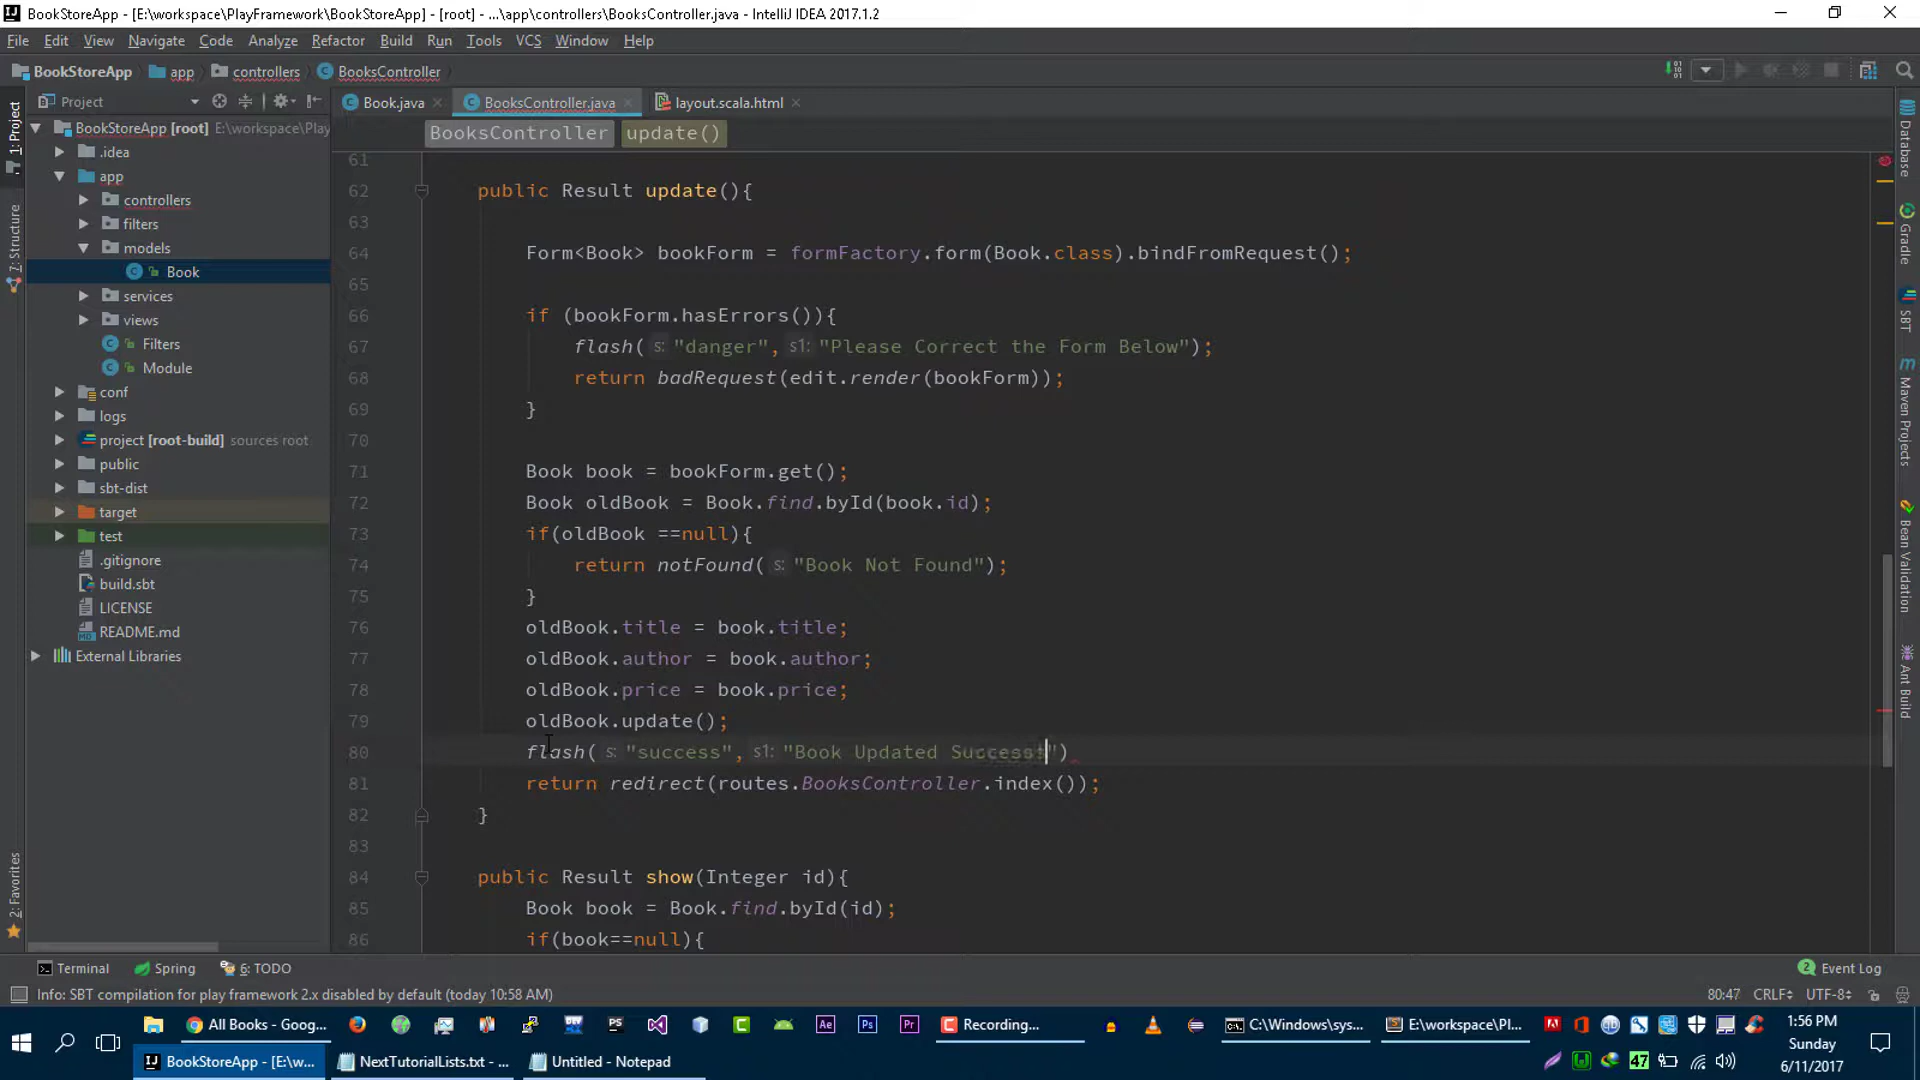 BookStoreApp - [E:\workspace\PlayFramework\BookStoreApp] - [root] - ...\app\controllers\BooksController.java - IntelliJ IDEA 2017.1.2
File Edit View Navigate Code Analyze Refactor Build Run Tools VCS Window Help
BookStoreApp app controllers BooksController
Project
Book.java BooksController.java layout.scala.html
BooksController update()
1: Project
7: Structure
2: Favorites
BookStoreApp [root] E:\workspace\Play
.idea
app
controllers
filters
models
Book
services
views
Filters
Module
conf
logs
project [root-build] sources root
public
sbt-dist
target
test
.gitignore
build.sbt
LICENSE
README.md
External Libraries
61
62 public Result update(){
63
64 Form<Book> bookForm = formFactory.form(Book.class).bindFromRequest();
65
66 if (bookForm.hasErrors()){
67 flash( s: "danger", s1: "Please Correct the Form Below");
68 return badRequest(edit.render(bookForm));
69 }
70
71 Book book = bookForm.get();
72 Book oldBook = Book.find.byId(book.id);
73 if(oldBook ==null){
74 return notFound( s: "Book Not Found");
75 }
76 oldBook.title = book.title;
77 oldBook.author = book.author;
78 oldBook.price = book.price;
79 oldBook.update();
80 flash( s: "success", s1: "Book Updated Success")
81 return redirect(routes.BooksController.index());
82 }
83
84 public Result show(Integer id){
85 Book book = Book.find.byId(id);
86 if(book==null){
Database
Gradle
SBT
Maven Projects
Bean Validation
Ant Build
Terminal Spring 6: TODO 2 Event Log
Info: SBT compilation for play framework 2.x disabled by default (today 10:58 AM) 80:47 CRLF UTF-8
All Books - Goog... Recording... C:\Windows\sys... E:\workspace\Pl...
BookStoreApp - [E:\w... NextTutorialLists.txt - ... Untitled - Notepad
47
1:56 PM
Sunday
6/11/2017